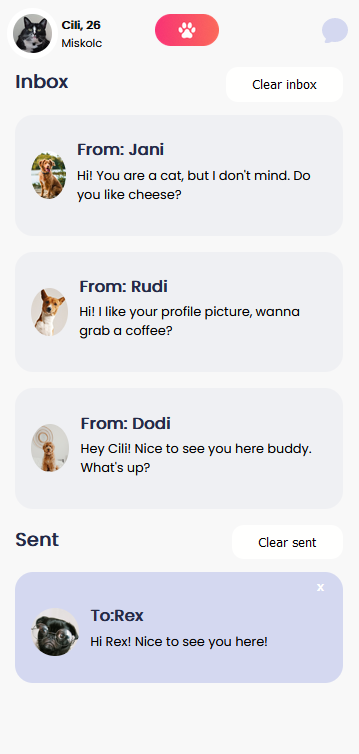 Cili, 26
Miskolc
Inbox
Clear inbox
From: Jani
Hi! You are a cat, but I don't mind. Do
you like cheese?
From: Rudi
Hi! I like your profile picture, wanna
grab a coffee?
From: Dodi
Hey Cili! Nice to see you here buddy.
What's up?
Sent
Clear sent
x
To:Rex
Hi Rex! Nice to see you here!